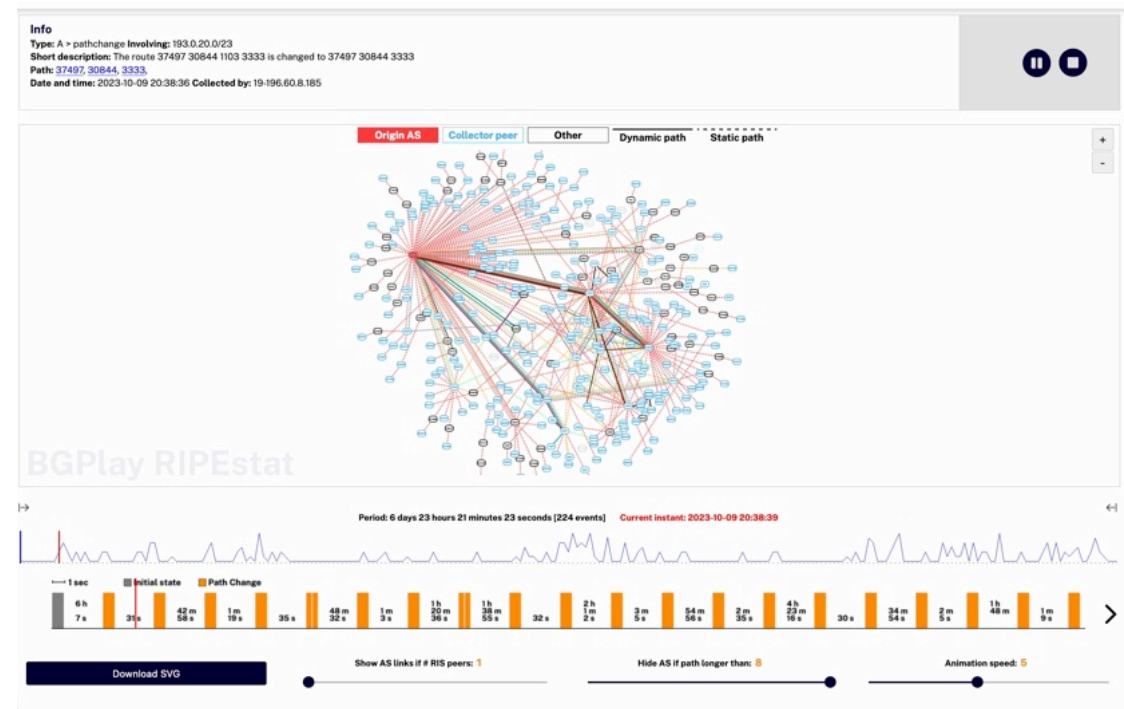 Info
Type: A > pathchange Involving: 193.0.20.0/23
Short description: The route 37497 30844 1103 3333 is changed to 37497 30844 3333
Path: 37497, 30844, 3333,
Date and time: 2023-10-09 20:38:36 Collected by: 19-196.60.8.185
Origin AS Collector peer Other Dynamic path Static path
+
-
BGPlay RIPEstat
Period: 6 days 23 hours 21 minutes 23 seconds [224 events] Current instant: 2023-10-09 20:38:39
1 sec Initial state Path Change
6 h 7 s
31 s
42 m 58 s
1 m 19 s
35 s
48 m 32 s
1 m 3 s
1 h 20 m 36 s
1 h 38 m 55 s
32 s
2 h 1 m 2 s
3 m 5 s
54 m 56 s
2 m 35 s
4 h 23 m 16 s
30 s
34 m 54 s
2 m 5 s
1 h 48 m
1 m 9 s
Download SVG
Show AS links if # RIS peers: 1
Hide AS if path longer than: 8
Animation speed: 5